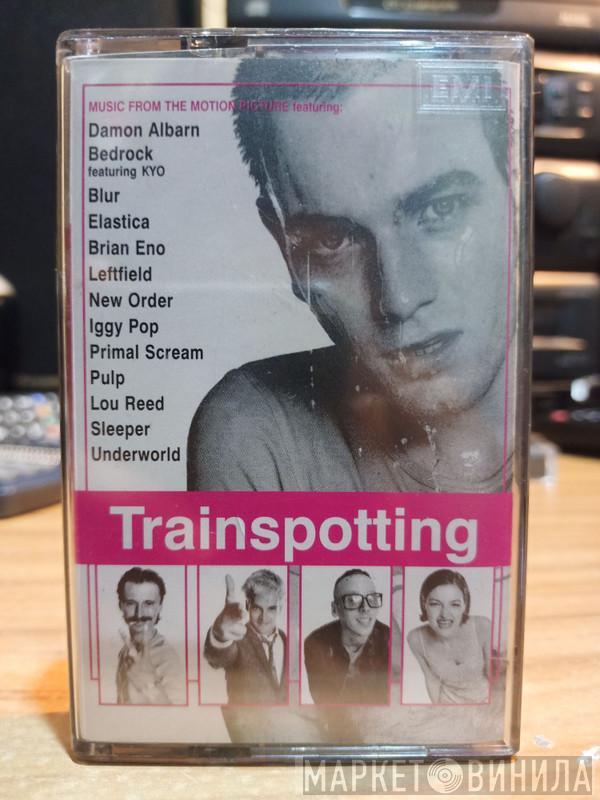 EMI
MUSIC FROM THE MOTION PICTURE featuring:
Damon Albarn
Bedrock
featuring KYO
Blur
Elastica
Brian Eno
Leftfield
New Order
Iggy Pop
Primal Scream
Pulp
Lou Reed
Sleeper
Underworld
Trainspotting
МАРКЕТ ВИНИЛА